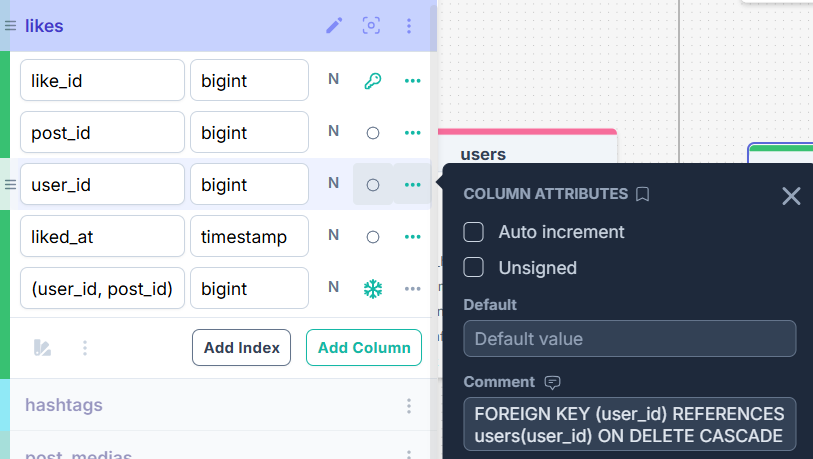 likes
like_id bigint N
post_id bigint N
user_id bigint N
liked_at timestamp N
(user_id, post_id) bigint N
Add Index Add Column
hashtags
post_medias
users
COLUMN ATTRIBUTES
Auto increment
Unsigned
Default
Default value
Comment
FOREIGN KEY (user_id) REFERENCES
users(user_id) ON DELETE CASCADE